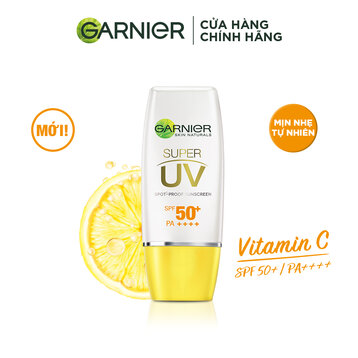 GARNIER
CỬA HÀNG
CHÍNH HÃNG
MỚI!
MỊN NHẸ
TỰ NHIÊN
GARNIER
SKIN NATURALS
SUPER
UV
SPOT-PROOF SUNSCREEN
SPF 50+
PA ++++
Vitamin C
SPF 50+ / PA++++